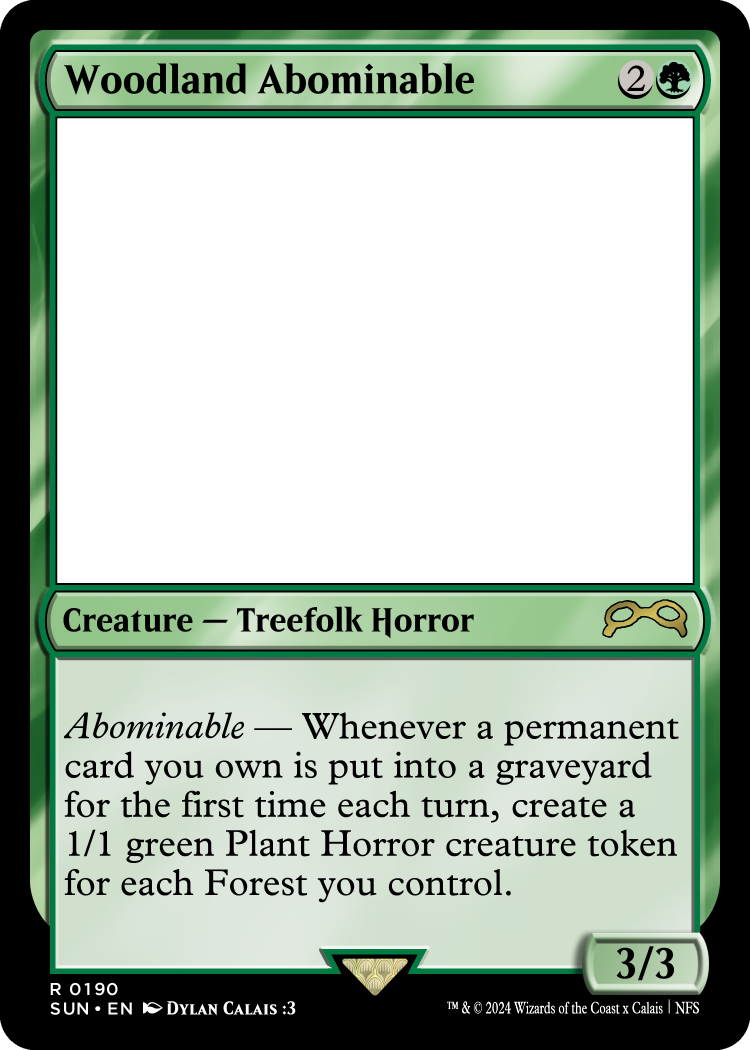 Woodland Abominable 2
Creature — Treefolk Horror
Abominable — Whenever a permanent
card you own is put into a graveyard
for the first time each turn, create a
1/1 green Plant Horror creature token
for each Forest you control.
3/3
R 0190
SUN • EN Dylan Calais :3
™ & © 2024 Wizards of the Coast x Calais | NFS